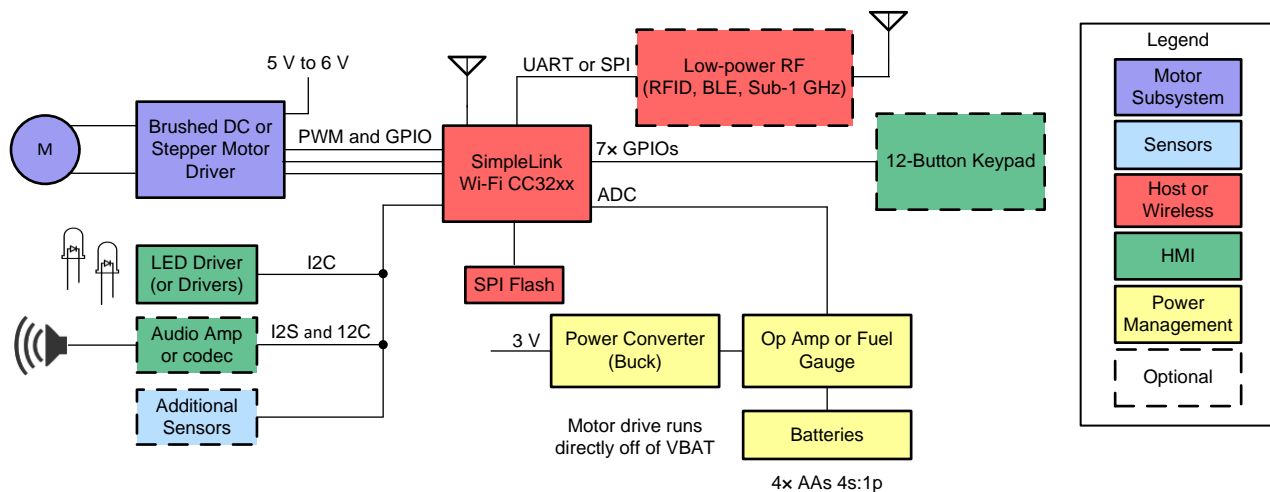 5 V to 6 V
M
Brushed DC or
Stepper Motor
Driver
PWM and GPIO
SimpleLink
Wi-Fi CC32xx
UART or SPI
Low-power RF
(RFID, BLE, Sub-1 GHz)
7x GPIOs
12-Button Keypad
ADC
LED Driver
(or Drivers)
I2C
Audio Amp
or codec
I2S and 12C
Additional
Sensors
SPI Flash
3 V
Power Converter
(Buck)
Op Amp or Fuel
Gauge
Motor drive runs
directly off of VBAT
Batteries
4x AAs 4s:1p
Legend
Motor
Subsystem
Sensors
Host or
Wireless
HMI
Power
Management
Optional